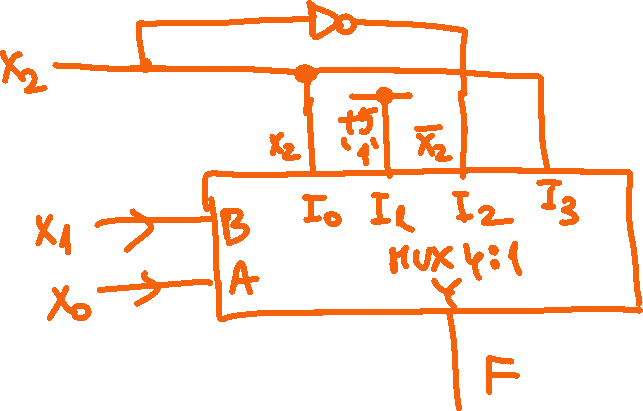 X₂
+5
x₂ '1' x̄₂
I₀ I₁ I₂ I₃
X₁ B
MUX 4:1
X₀ A
Y
F